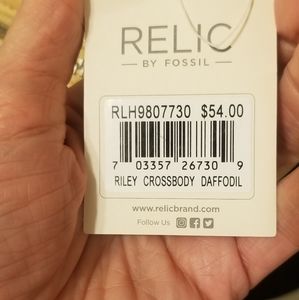 RELIC
BY FOSSIL
RLH9807730 $54.00
7 03357 26730 9
RILEY CROSSBODY DAFFODIL
www.relicbrand.com
Follow Us